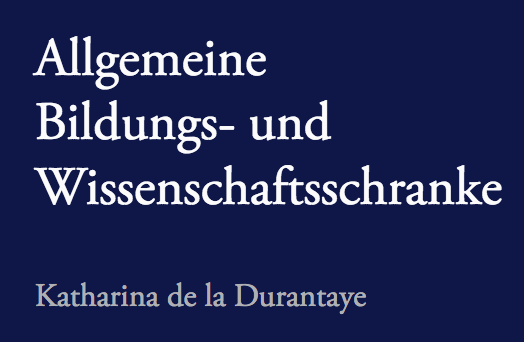 Allgemeine
Bildungs- und
Wissenschaftsschranke
Katharina de la Durantaye